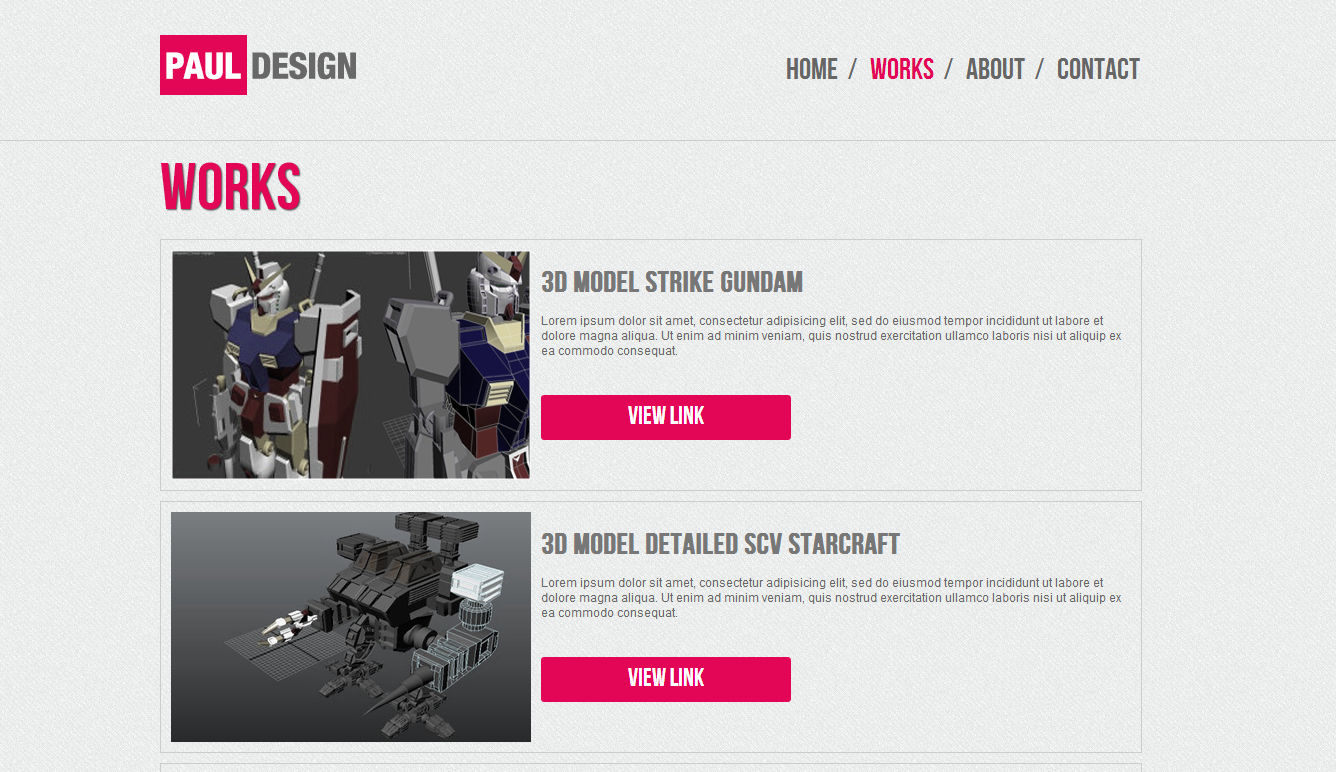 PAUL DESIGN
HOME / WORKS / ABOUT / CONTACT
WORKS
3D MODEL STRIKE GUNDAM
Lorem ipsum dolor sit amet, consectetur adipisicing elit, sed do eiusmod tempor incididunt ut labore et
dolore magna aliqua. Ut enim ad minim veniam, quis nostrud exercitation ullamco laboris nisi ut aliquip ex
ea commodo consequat.
VIEW LINK
3D MODEL DETAILED SCV STARCRAFT
Lorem ipsum dolor sit amet, consectetur adipisicing elit, sed do eiusmod tempor incididunt ut labore et
dolore magna aliqua. Ut enim ad minim veniam, quis nostrud exercitation ullamco laboris nisi ut aliquip ex
ea commodo consequat.
VIEW LINK